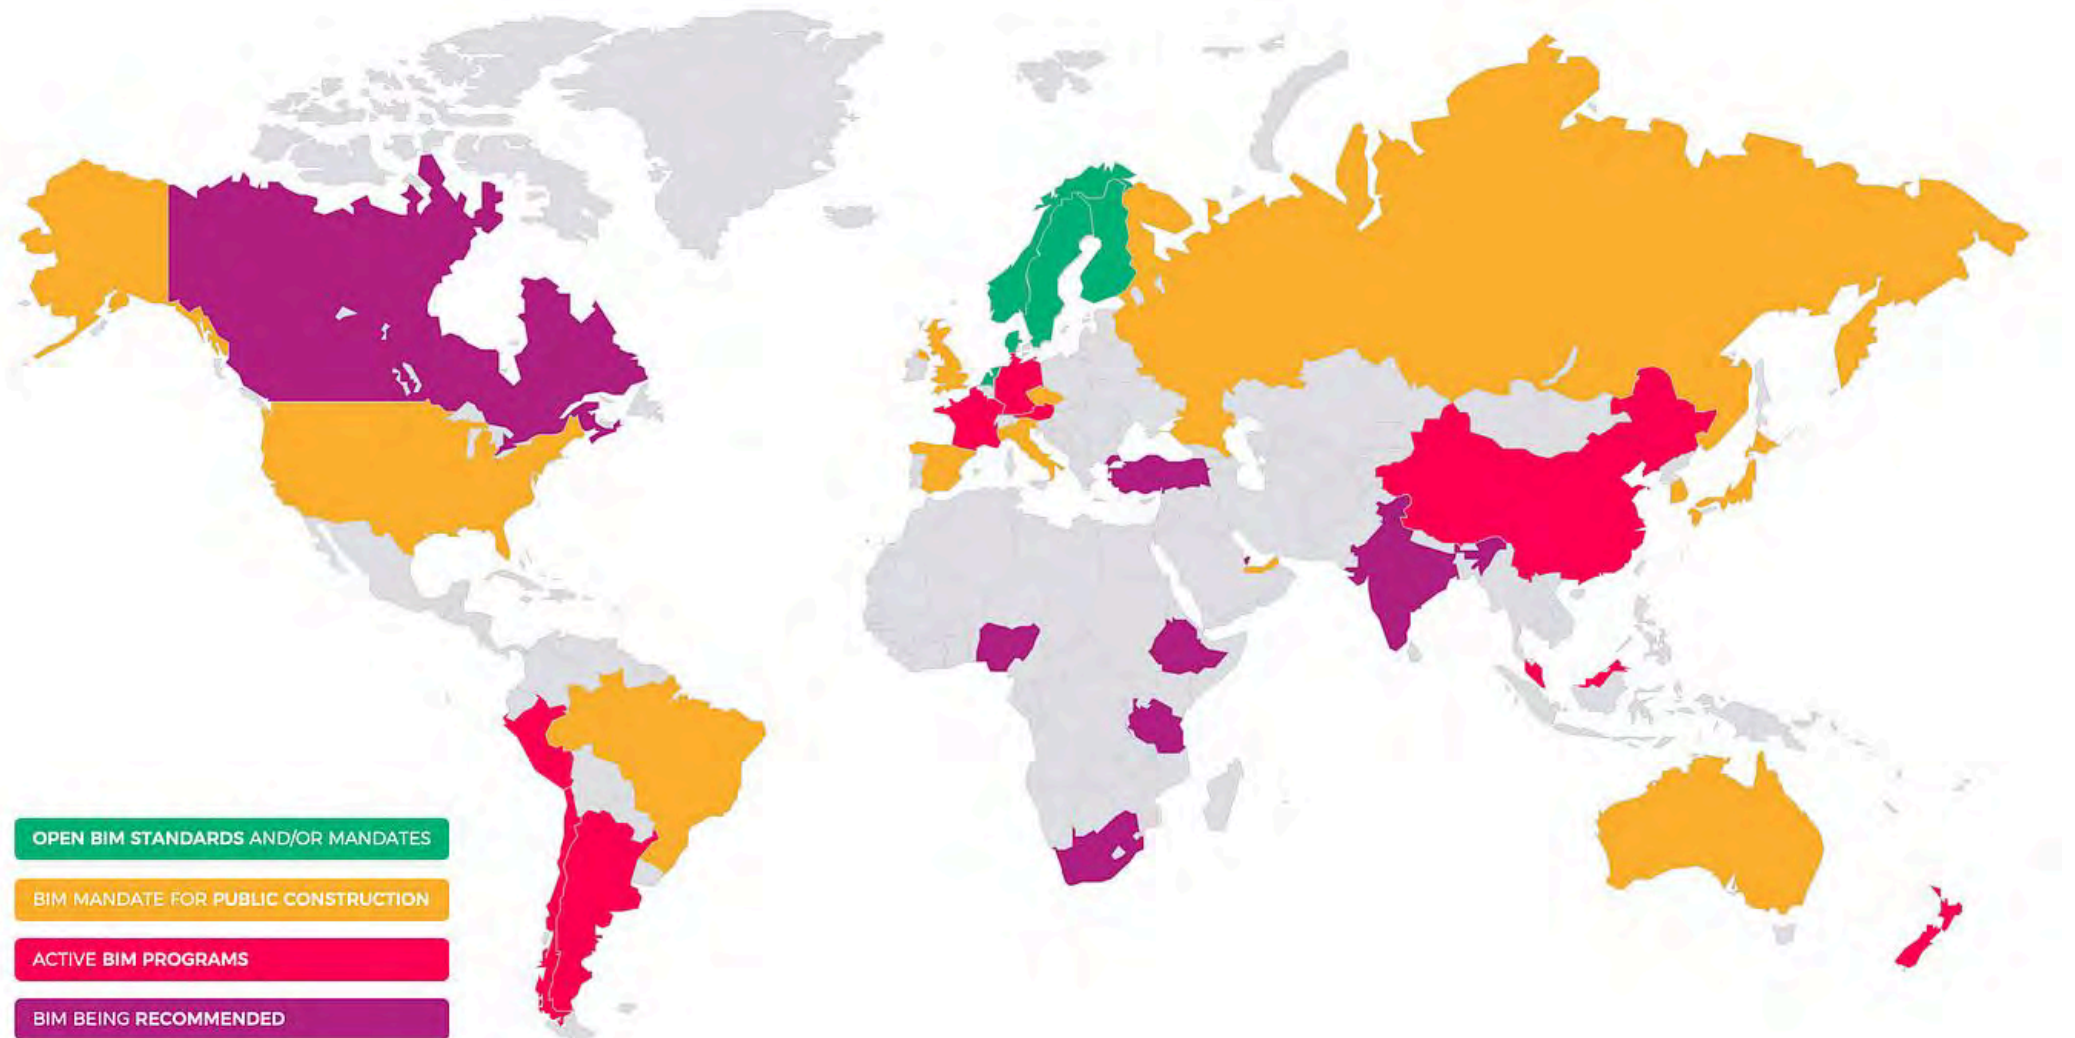 OPEN BIM STANDARDS AND/OR MANDATES
BIM MANDATE FOR PUBLIC CONSTRUCTION
ACTIVE BIM PROGRAMS
BIM BEING RECOMMENDED